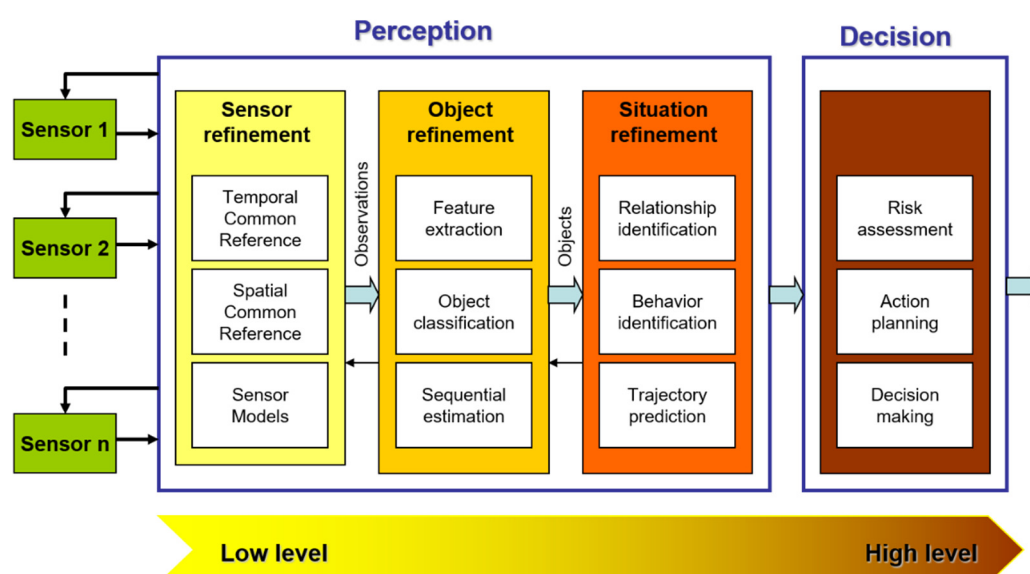 Perception
Decision
Sensor 1
Sensor 2
Sensor n
Sensor
refinement
Temporal
Common
Reference
Spatial
Common
Reference
Sensor
Models
Observations
Object
refinement
Feature
extraction
Object
classification
Sequential
estimation
Objects
Situation
refinement
Relationship
identification
Behavior
identification
Trajectory
prediction
Risk
assessment
Action
planning
Decision
making
Low level
High level